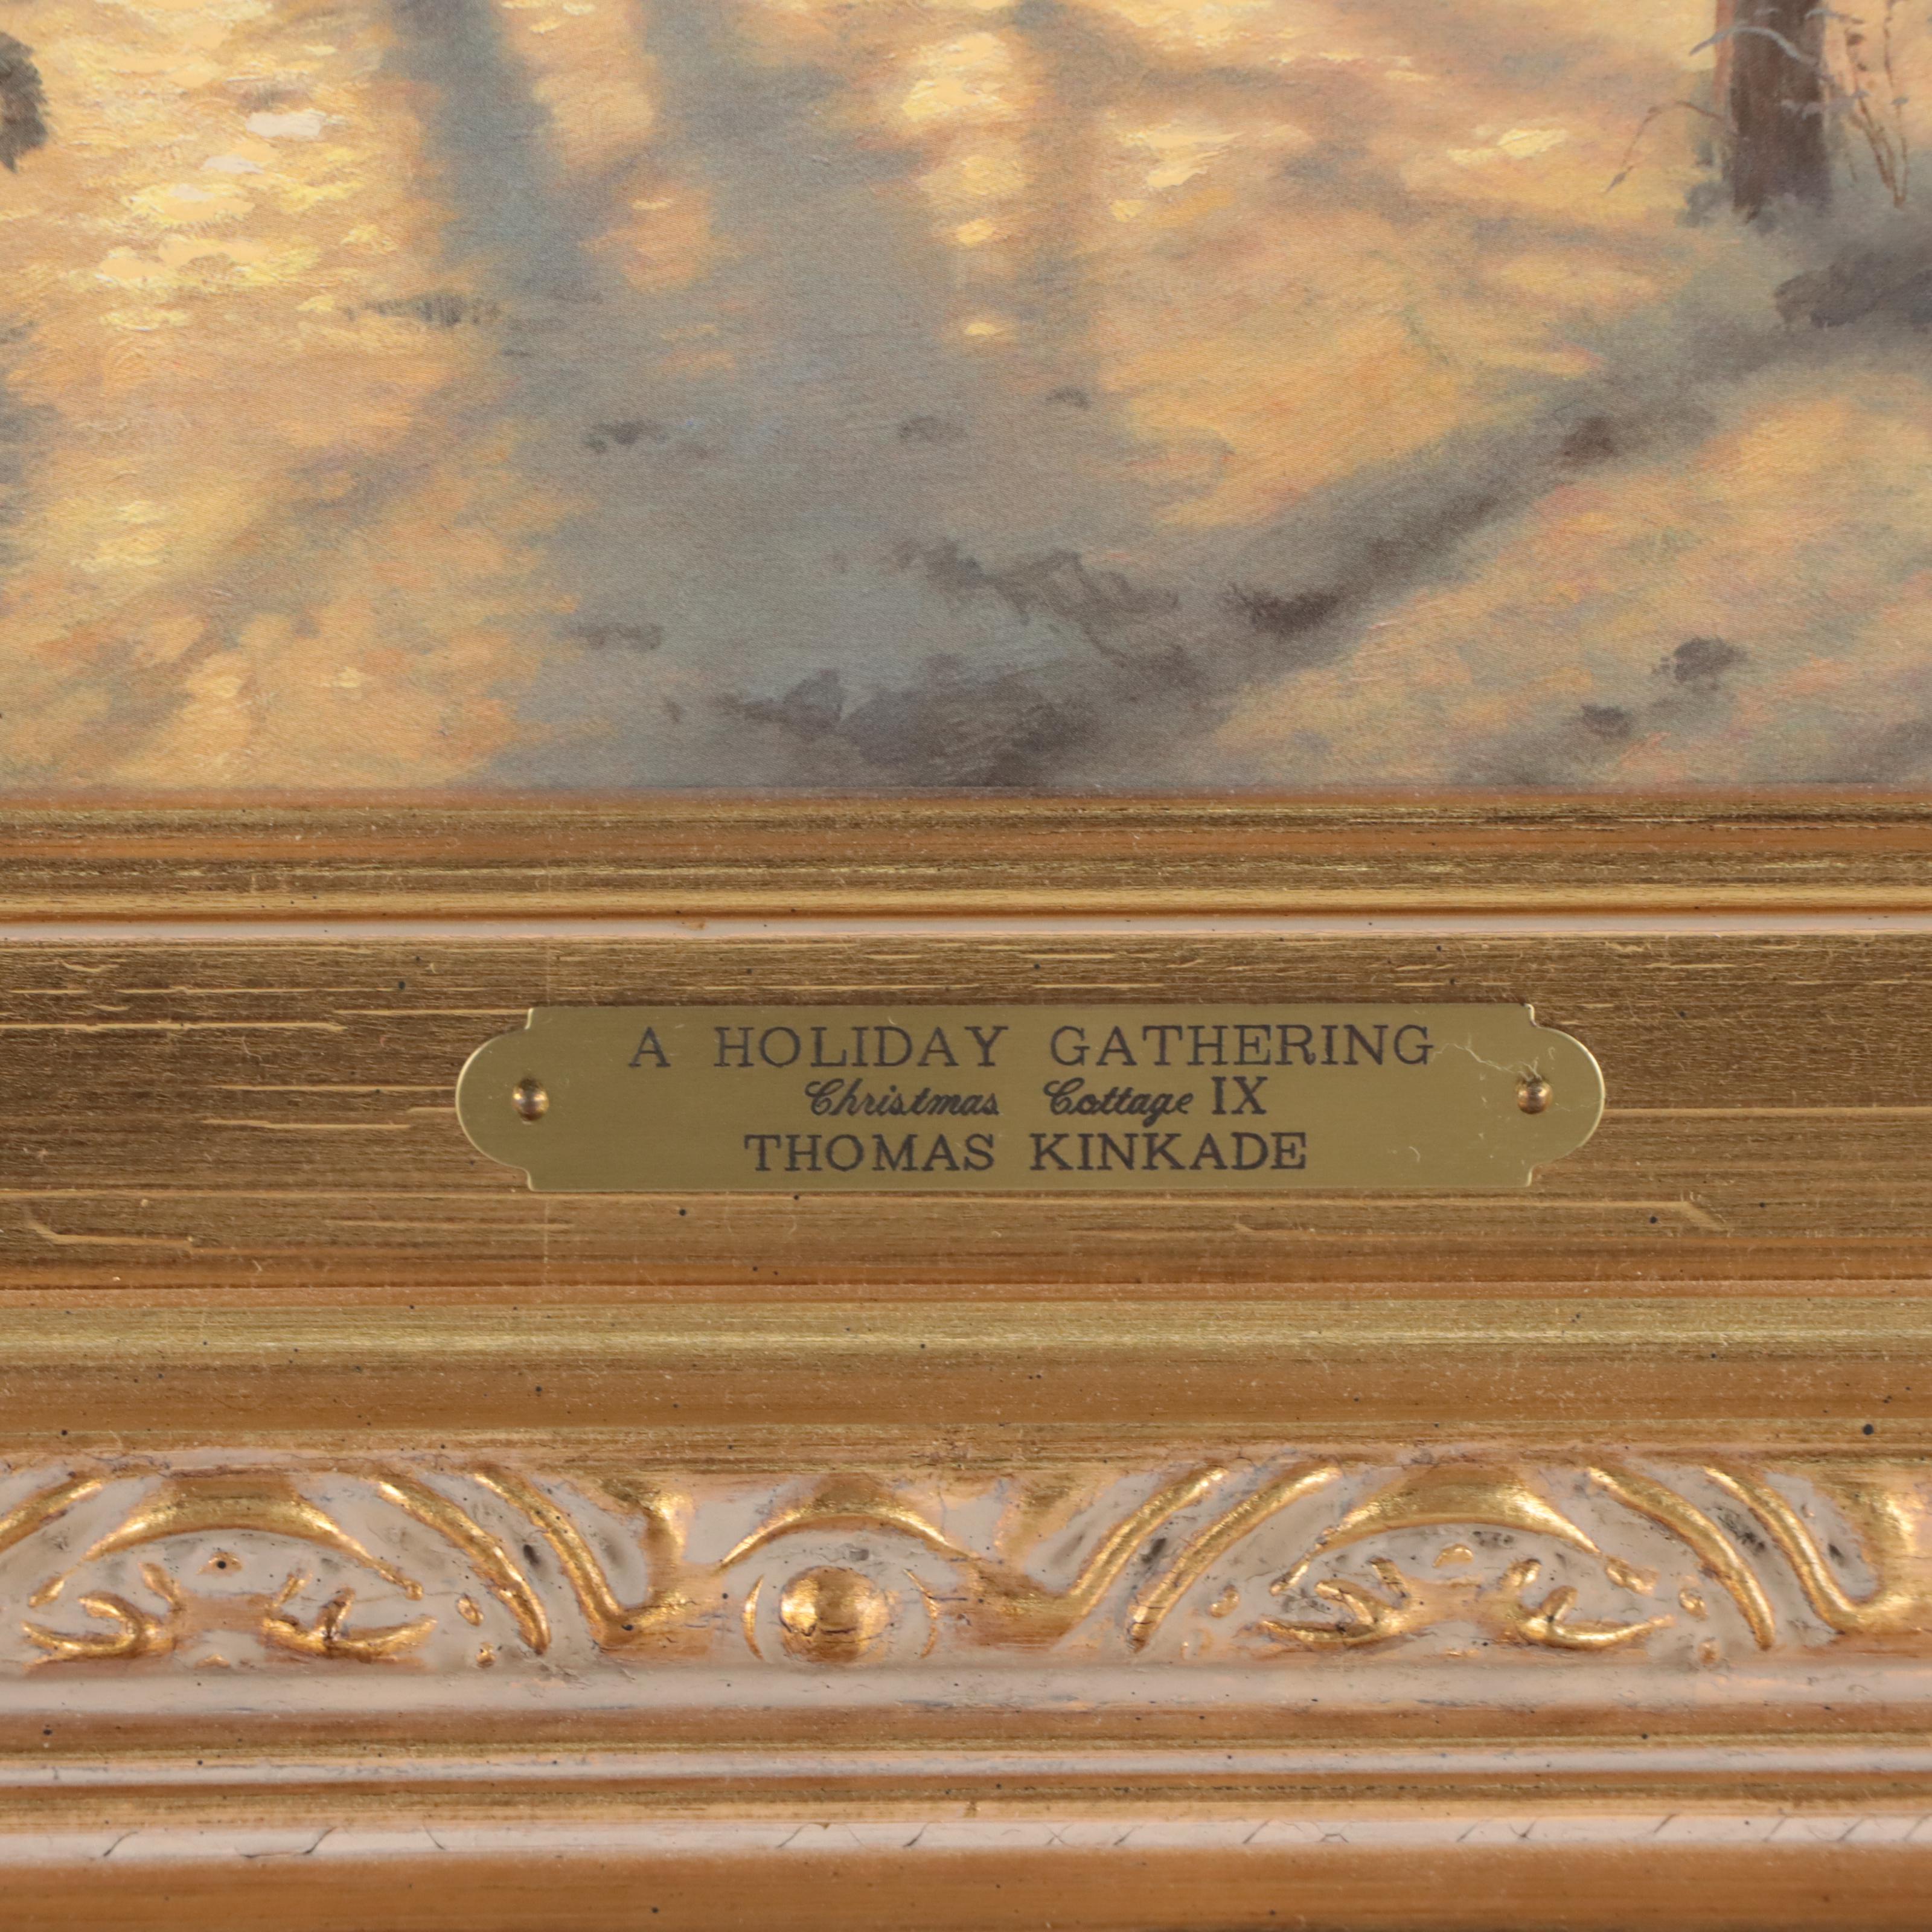 A HOLIDAY GATHERING
Christmas Cottage IX
THOMAS KINKADE